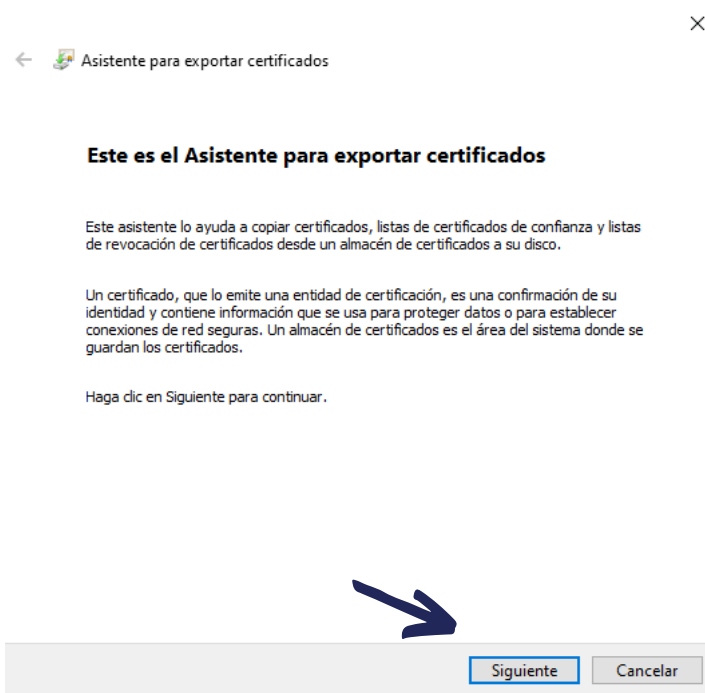 Asistente para exportar certificados
Este es el Asistente para exportar certificados
Este asistente lo ayuda a copiar certificados, listas de certificados de confianza y listas
de revocación de certificados desde un almacén de certificados a su disco.
Un certificado, que lo emite una entidad de certificación, es una confirmación de su
identidad y contiene información que se usa para proteger datos o para establecer
conexiones de red seguras. Un almacén de certificados es el área del sistema donde se
guardan los certificados.
Haga clic en Siguiente para continuar.
Siguiente Cancelar